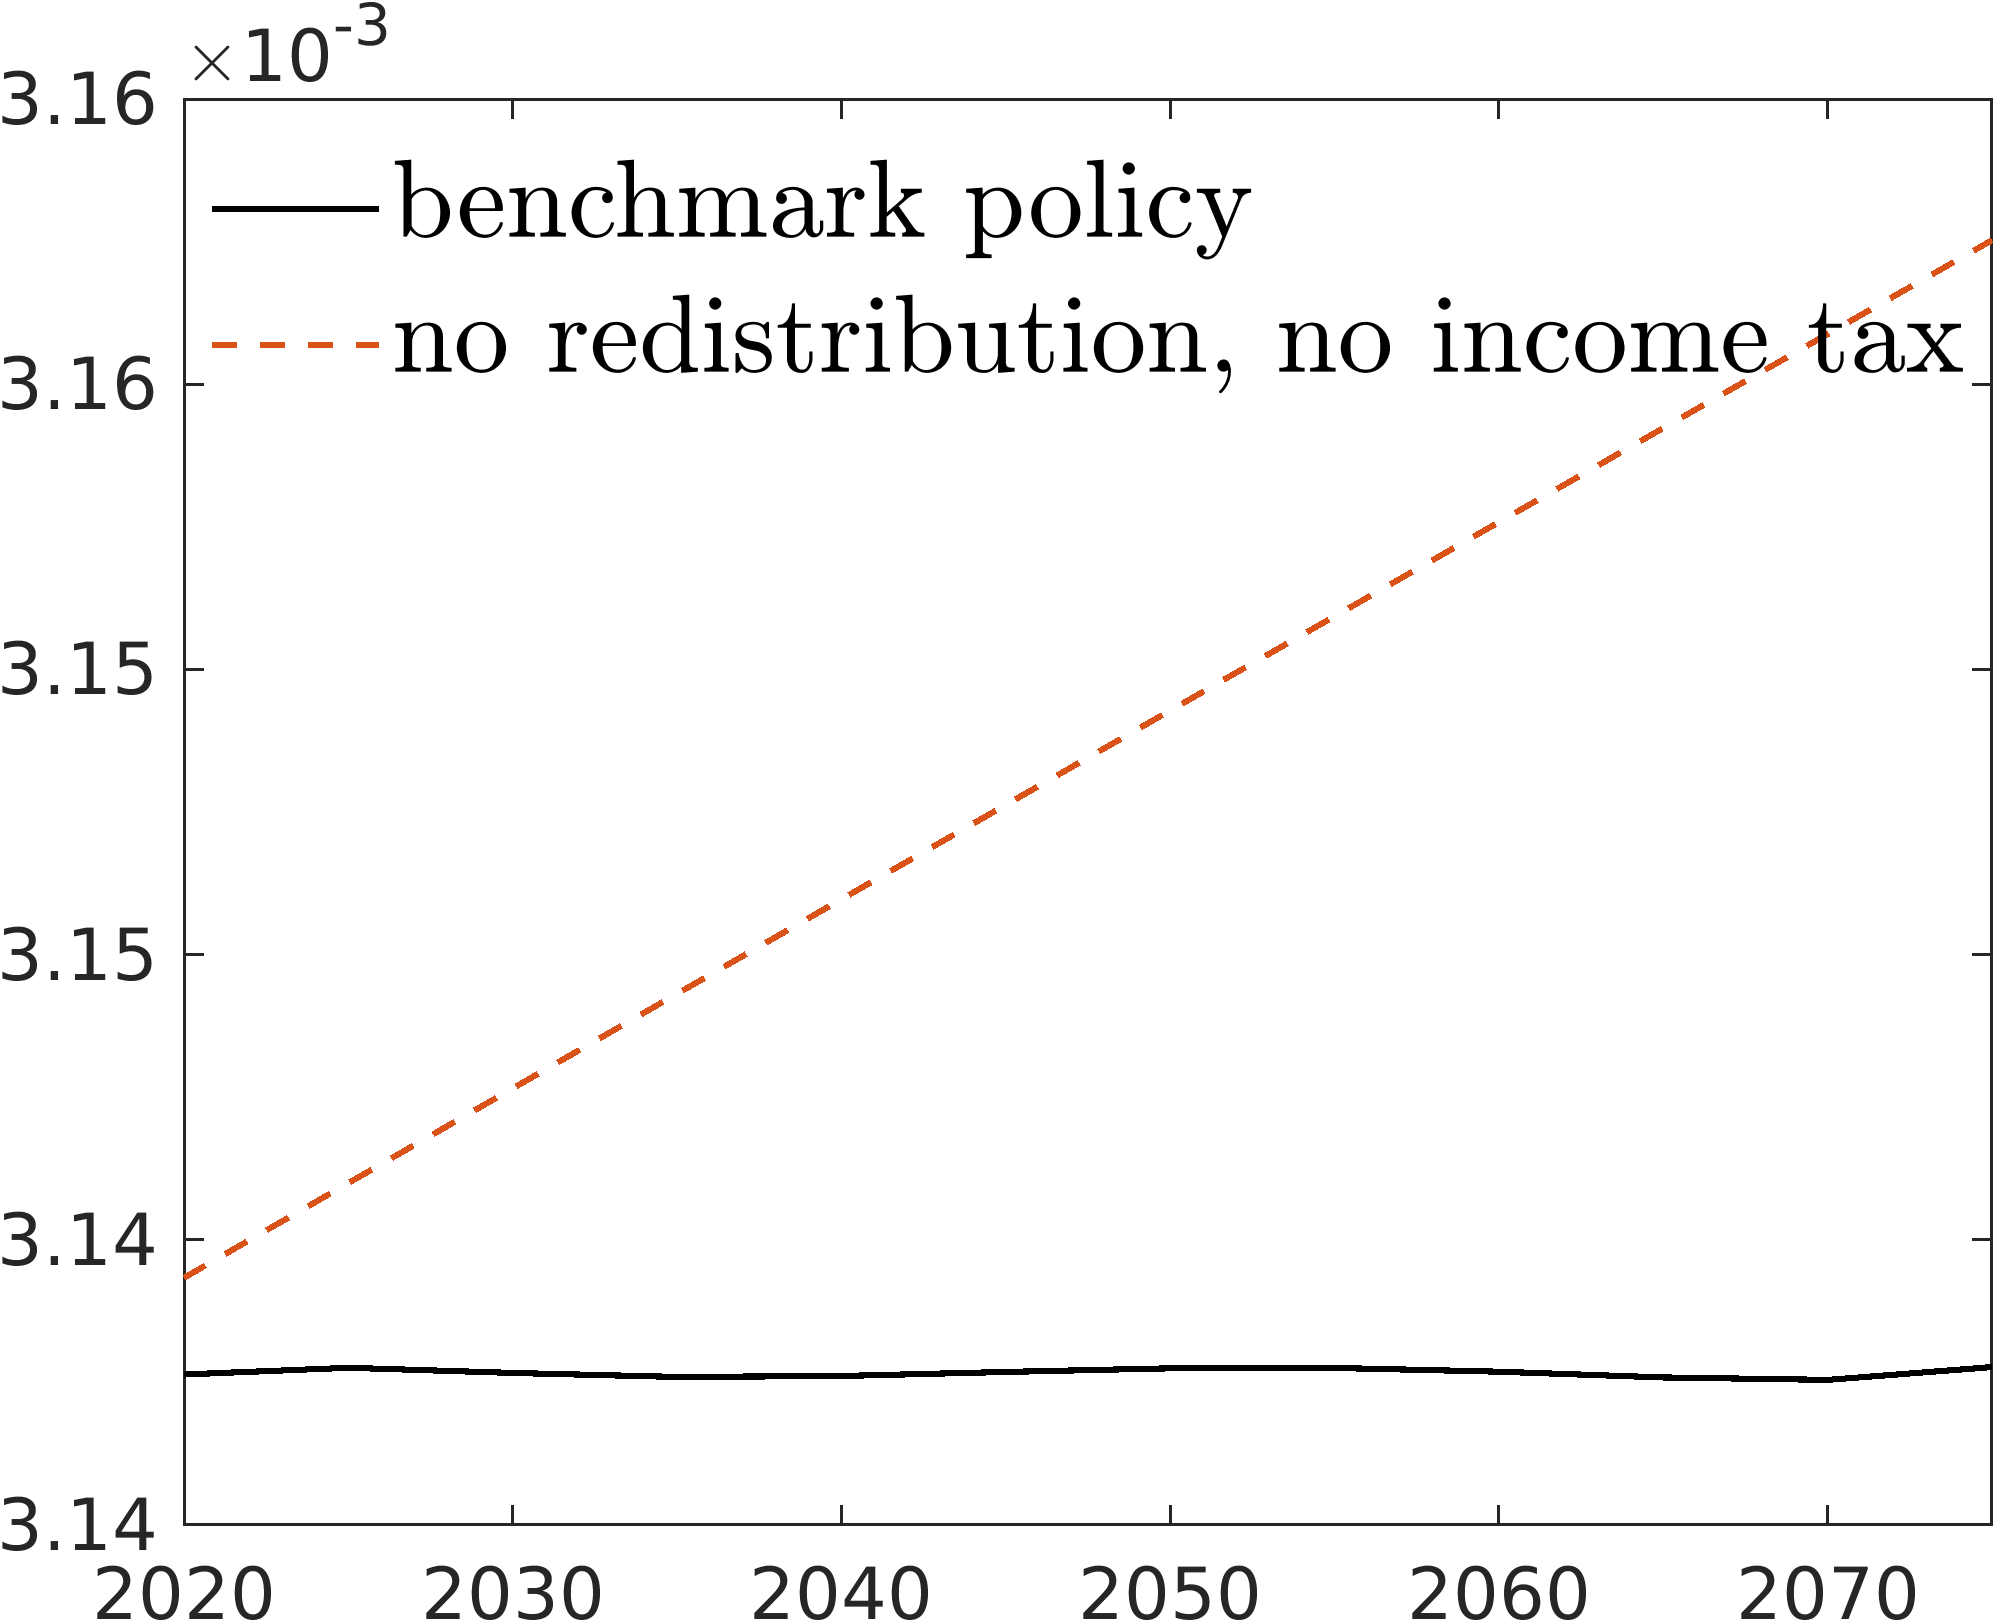 ×10-3
3.16
benchmark policy
no redistribution, no income tax
3.16
3.15
3.15
3.14
3.14
2020 2030 2040 2050 2060 2070